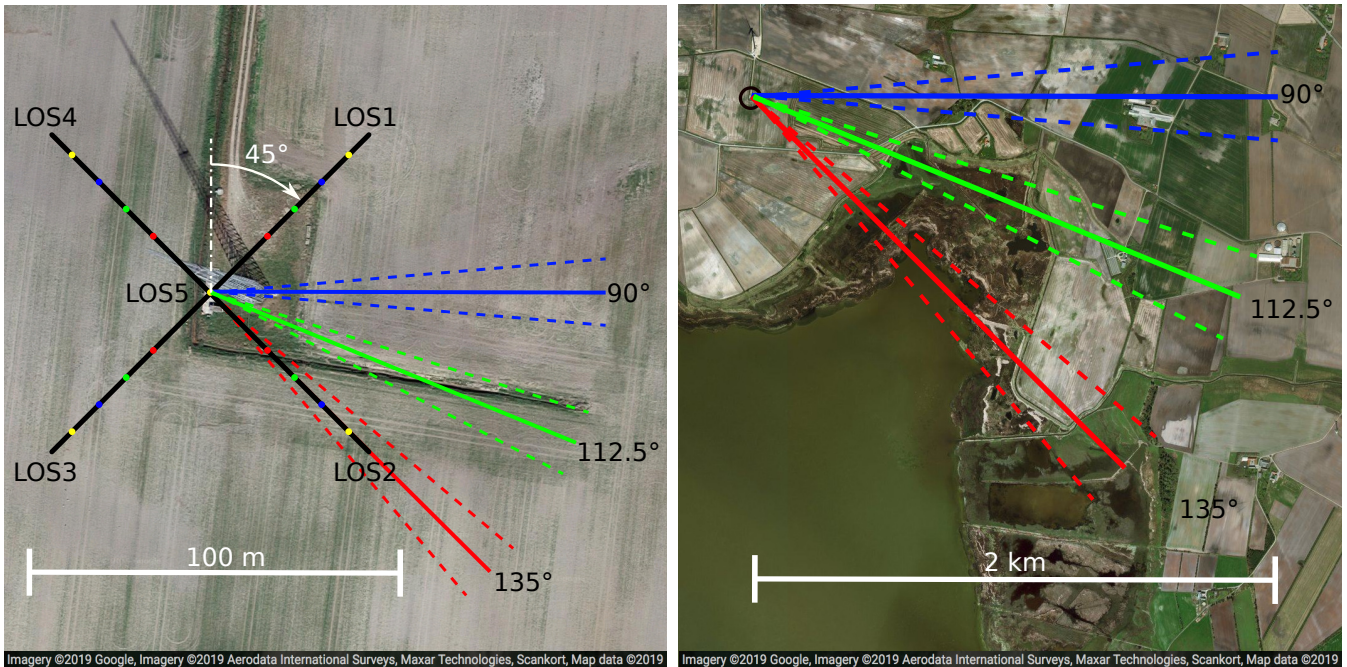 LOS4
LOS1
45°
LOS5
90°
112.5°
LOS3
LOS2
100 m
135°
Imagery ©2019 Google, Imagery ©2019 Aerodata International Surveys, Maxar Technologies, Scankort, Map data ©2019
90°
112.5°
135°
2 km
Imagery ©2019 Google, Imagery ©2019 Aerodata International Surveys, Maxar Technologies, Scankort, Map data ©2019